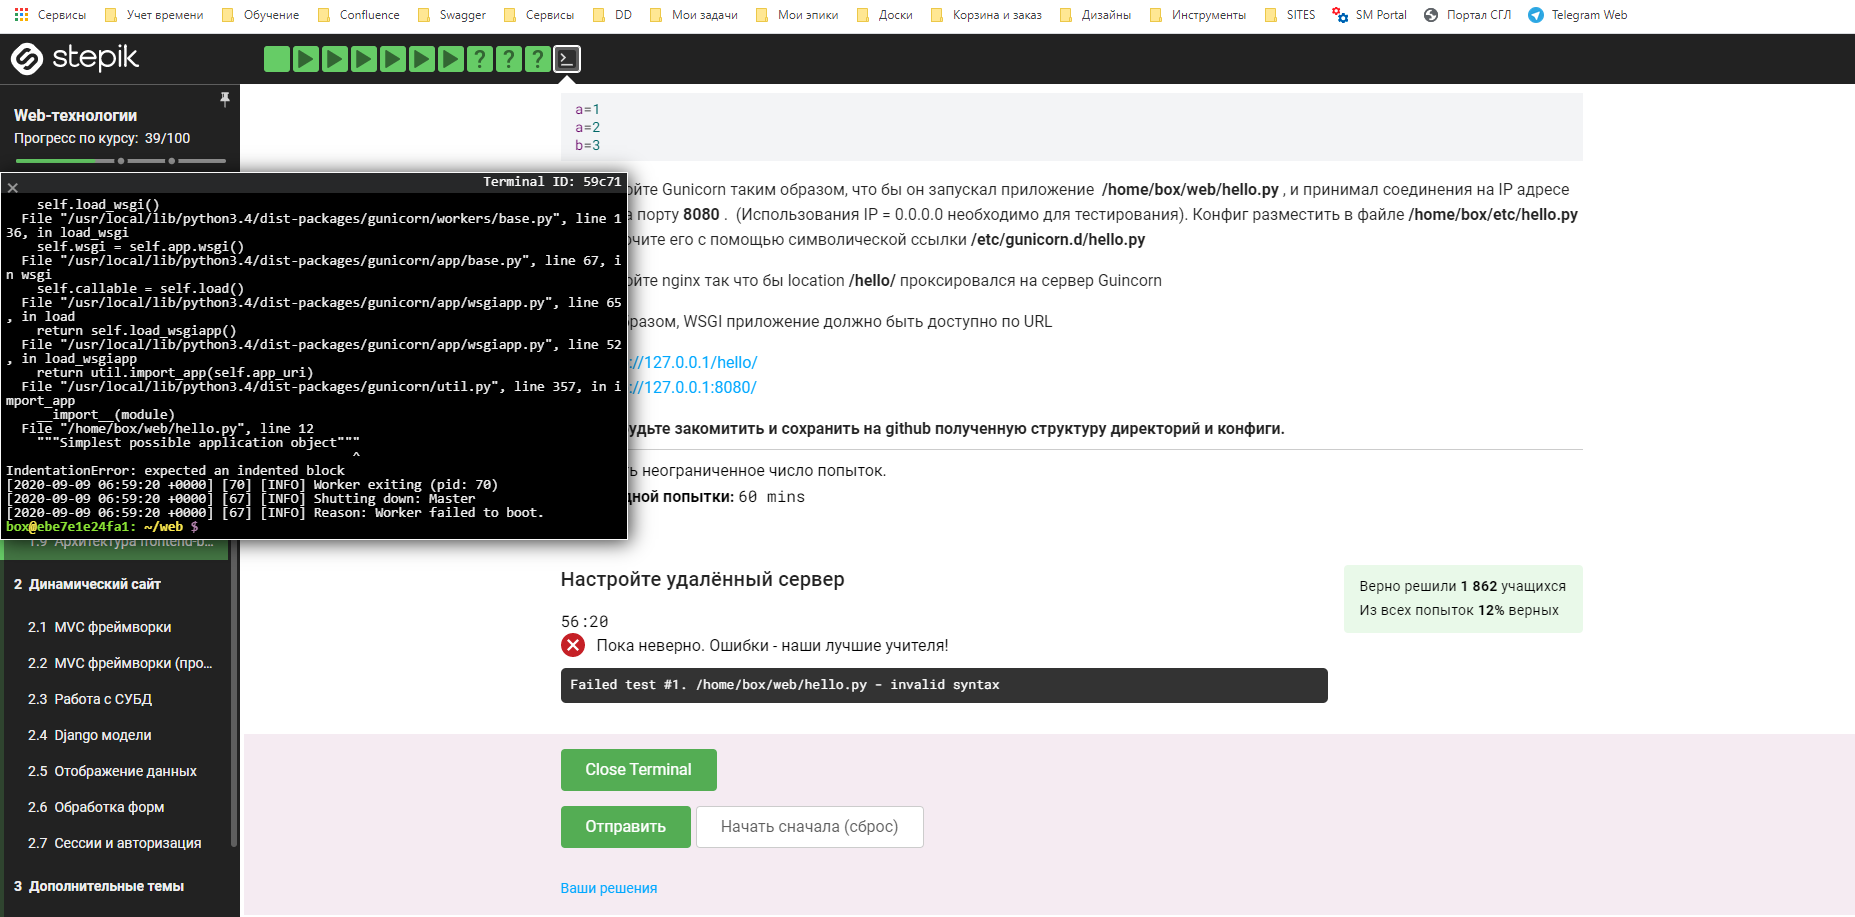 Сервисы Учет времени Обучение Confluence Swagger Сервисы DD Мои задачи Мои эпики Доски Корзина и заказ Дизайны Инструменты SITES SM Portal Портал СГЛ Telegram Web
stepik
? ? ?
Web-технологии
Прогресс по курсу: 39/100
Terminal ID: 59c71
self.load_wsgi()
File "/usr/local/lib/python3.4/dist-packages/gunicorn/workers/base.py", line 1
36, in load_wsgi
self.wsgi = self.app.wsgi()
File "/usr/local/lib/python3.4/dist-packages/gunicorn/app/base.py", line 67, i
n wsgi
self.callable = self.load()
File "/usr/local/lib/python3.4/dist-packages/gunicorn/app/wsgiapp.py", line 65
, in load
return self.load_wsgiapp()
File "/usr/local/lib/python3.4/dist-packages/gunicorn/app/wsgiapp.py", line 52
, in load_wsgiapp
return util.import_app(self.app_uri)
File "/usr/local/lib/python3.4/dist-packages/gunicorn/util.py", line 357, in i
mport_app
__import__(module)
File "/home/box/web/hello.py", line 12
"""Simplest possible application object"""
^
IndentationError: expected an indented block
[2020-09-09 06:59:20 +0000] [70] [INFO] Worker exiting (pid: 70)
[2020-09-09 06:59:20 +0000] [67] [INFO] Shutting down: Master
[2020-09-09 06:59:20 +0000] [67] [INFO] Reason: Worker failed to boot.
box@ebe7e1e24fa1: ~/web $
1.9 Архитектура frontend-b...
2 Динамический сайт
2.1 MVC фреймворки
2.2 MVC фреймворки (про...
2.3 Работа с СУБД
2.4 Django модели
2.5 Отображение данных
2.6 Обработка форм
2.7 Сессии и авторизация
3 Дополнительные темы
a=1
a=2
b=3
ойте Gunicorn таким образом, что бы он запускал приложение /home/box/web/hello.py , и принимал соединения на IP адресе
а порту 8080 . (Использования IP = 0.0.0.0 необходимо для тестирования). Конфиг разместить в файле /home/box/etc/hello.py
чите его с помощью символической ссылки /etc/gunicorn.d/hello.py
ойте nginx так что бы location /hello/ проксировался на сервер Guincorn
разом, WSGI приложение должно быть доступно по URL
://127.0.0.1/hello/
://127.0.0.1:8080/
удьте закомитить и сохранить на github полученную структуру директорий и конфиги.
ь неограниченное число попыток.
дной попытки: 60 mins
Настройте удалённый сервер
Верно решили 1 862 учащихся
Из всех попыток 12% верных
56:20
Пока неверно. Ошибки - наши лучшие учителя!
Failed test #1. /home/box/web/hello.py - invalid syntax
Close Terminal
Отправить Начать сначала (сброс)
Ваши решения